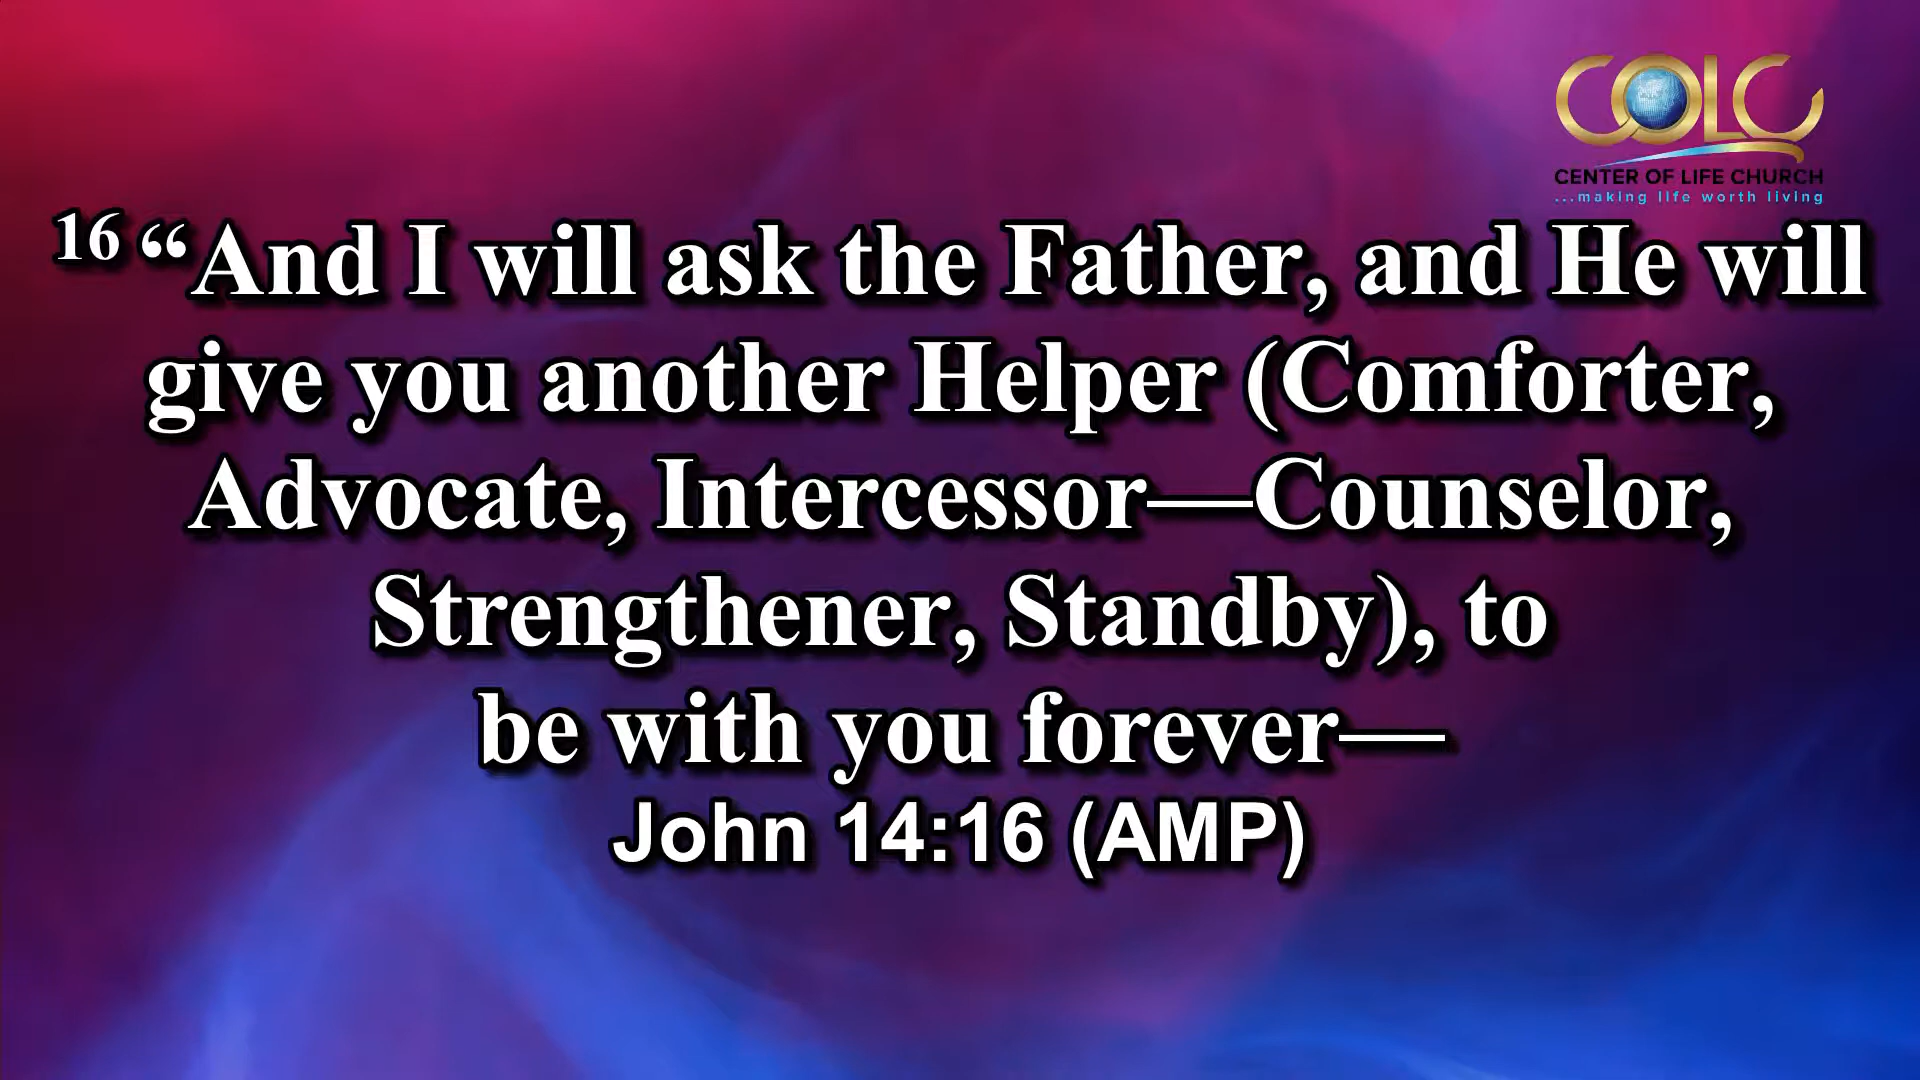 COLC
CENTER OF LIFE CHURCH
...making life worth living
16 “And I will ask the Father, and He will
give you another Helper (Comforter,
Advocate, Intercessor—Counselor,
Strengthener, Standby), to
be with you forever—
John 14:16 (AMP)